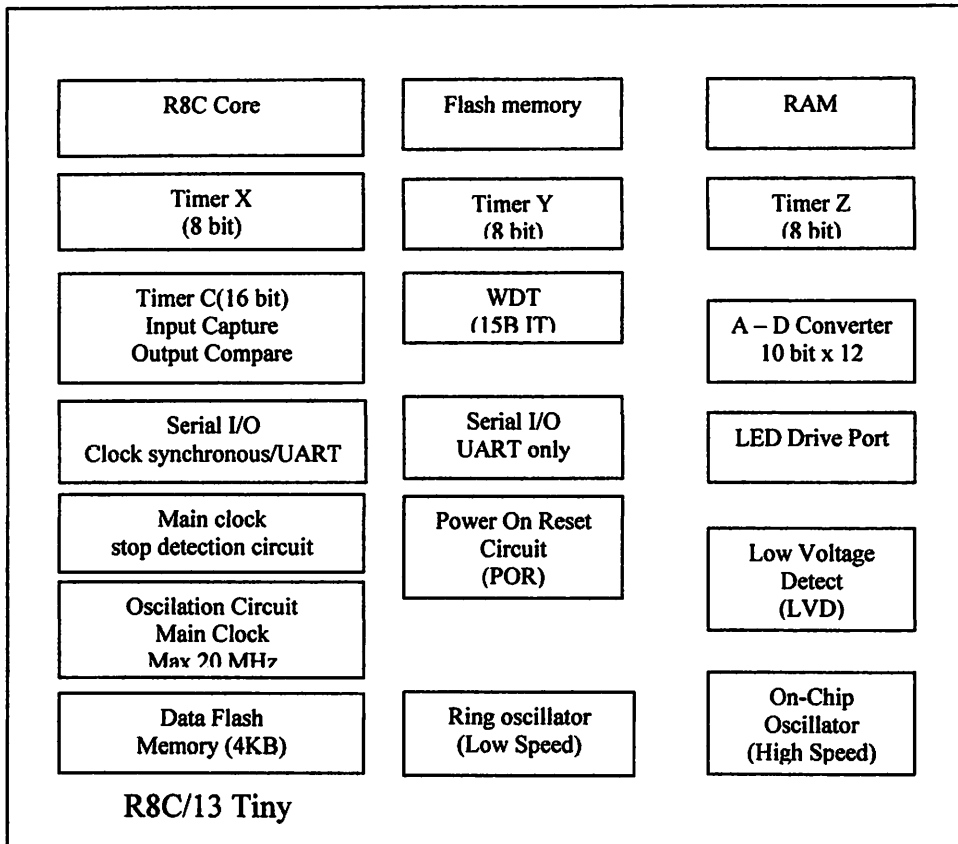 R8C Core
Flash memory
RAM
Timer X
(8 bit)
Timer Y
(8 bit)
Timer Z
(8 bit)
Timer C(16 bit)
Input Capture
Output Compare
WDT
(15B IT)
A – D Converter
10 bit x 12
Serial I/O
Clock synchronous/UART
Serial I/O
UART only
LED Drive Port
Main clock
stop detection circuit
Power On Reset
Circuit
(POR)
Low Voltage
Detect
(LVD)
Oscilation Circuit
Main Clock
Max 20 MHz
Data Flash
Memory (4KB)
Ring oscillator
(Low Speed)
On-Chip
Oscillator
(High Speed)
R8C/13 Tiny